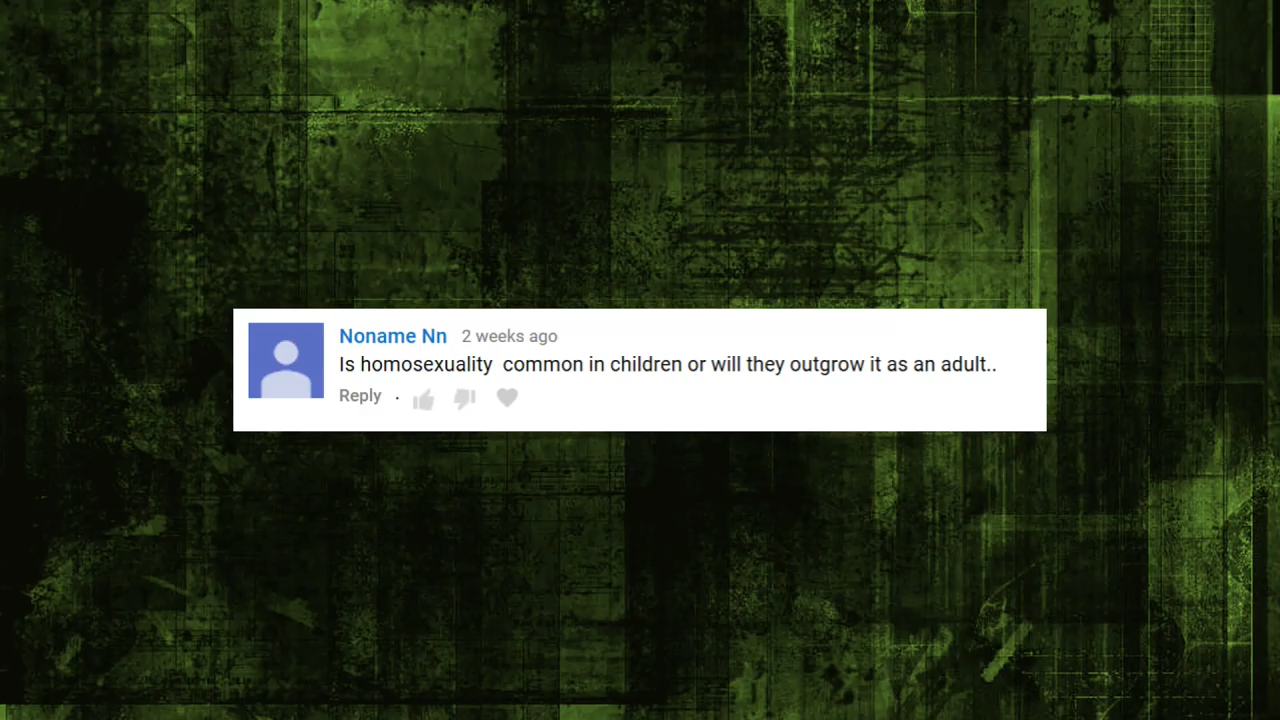 Noname Nn 2 weeks ago
Is homosexuality  common in children or will they outgrow it as an adult..
Reply ·